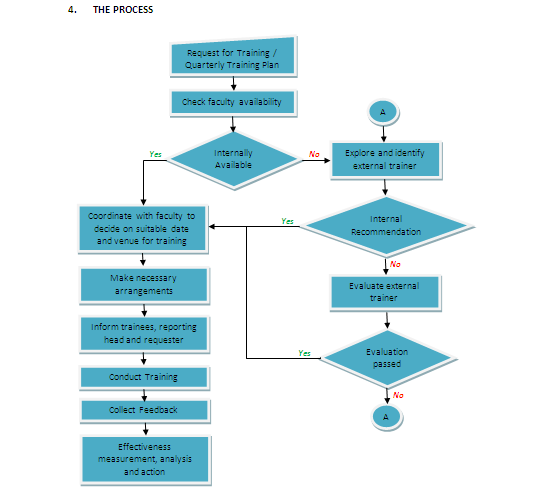 4. THE PROCESS
Request for Training /
Quarterly Training Plan
Check faculty availability
A
Yes
Internally
Available
No
Explore and identify
external trainer
Coordinate with faculty to
decide on suitable date
and venue for training
Yes
Internal
Recommendation
No
Make necessary
arrangements
Evaluate external
trainer
Inform trainees, reporting
head and requester
Yes
Evaluation
passed
Conduct Training
No
Collect Feedback
A
Effectiveness
measurement, analysis
and action